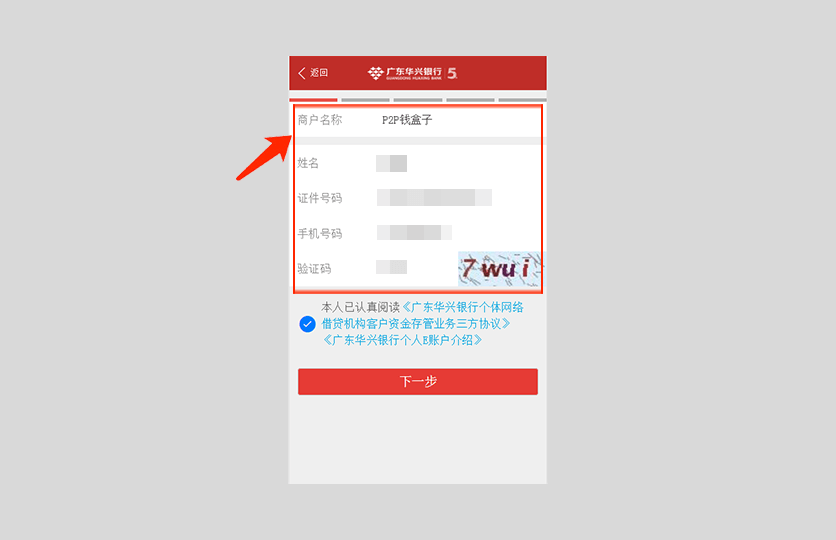 返回
广东华兴银行 5
GUANGDONG HUAXING BANK
商户名称 P2P钱盒子
姓名
证件号码
手机号码
验证码 7wui
本人已认真阅读《广东华兴银行个体网络
借贷机构客户资金存管业务三方协议》
《广东华兴银行个人E账户介绍》
下一步